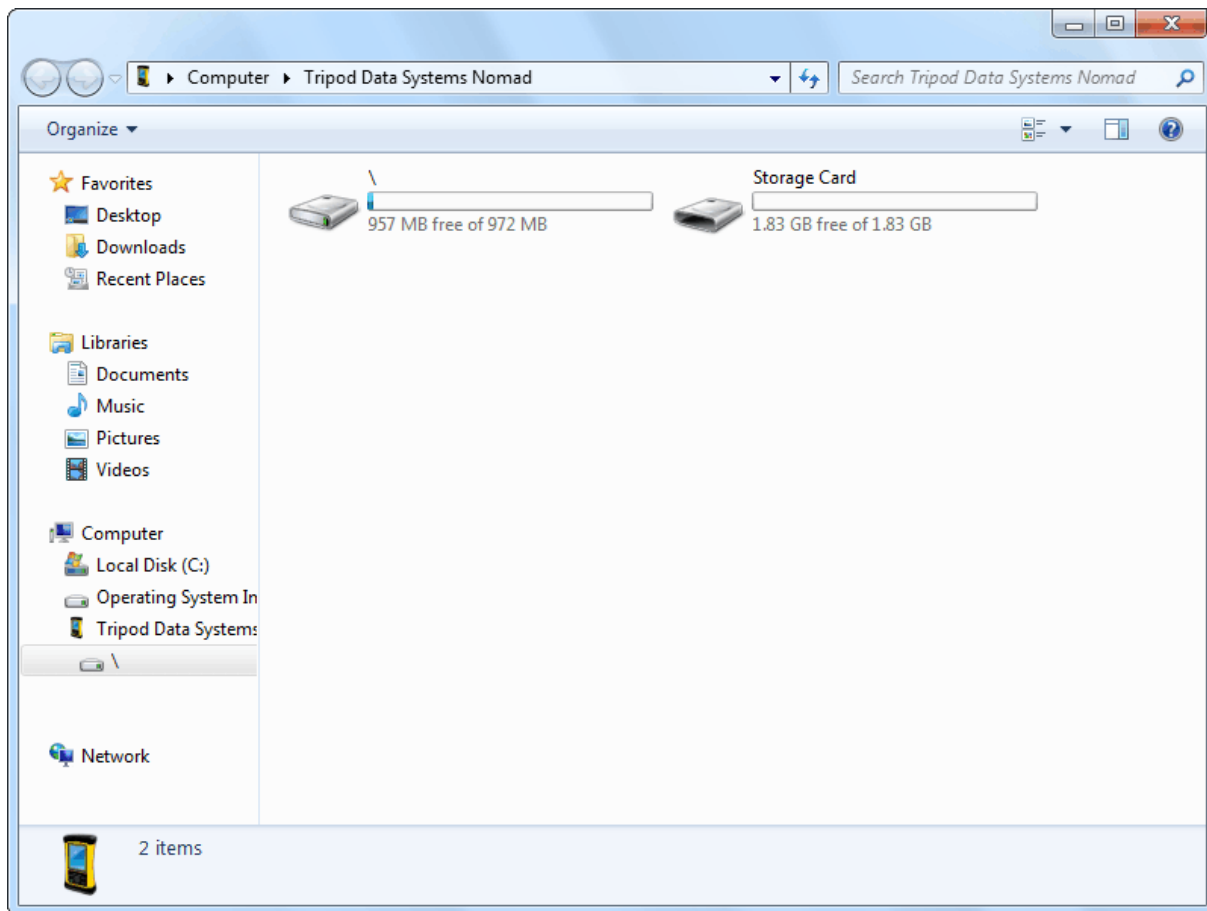 Computer ▸ Tripod Data Systems Nomad
Search Tripod Data Systems Nomad
Organize
Favorites
Desktop
Downloads
Recent Places
Libraries
Documents
Music
Pictures
Videos
Computer
Local Disk (C:)
Operating System In
Tripod Data Systems
\
Network
\
957 MB free of 972 MB
Storage Card
1.83 GB free of 1.83 GB
2 items